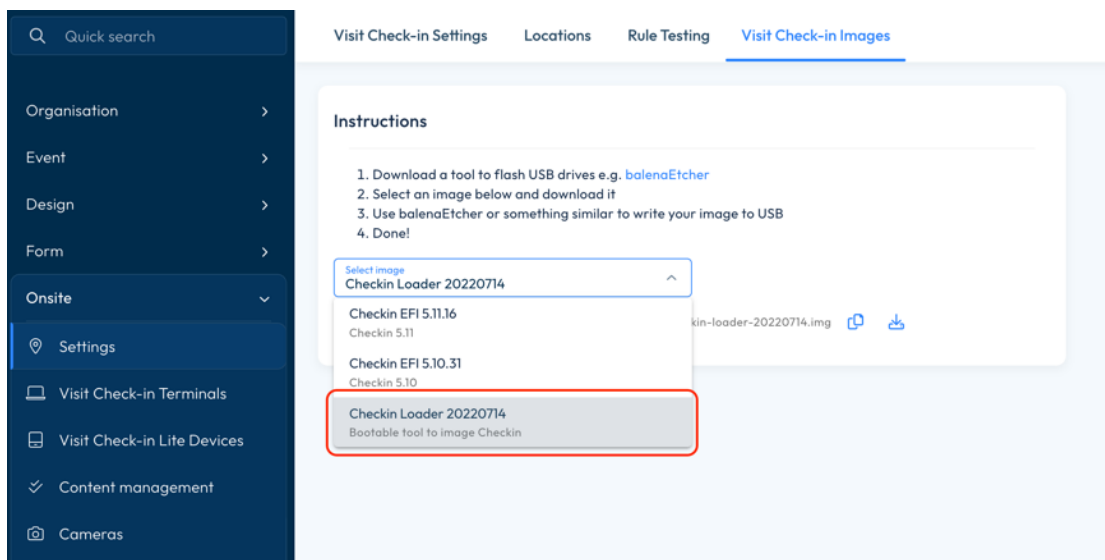 Quick search
Organisation
Event
Design
Form
Onsite
Settings
Visit Check-in Terminals
Visit Check-in Lite Devices
Content management
Cameras
Visit Check-in Settings
Locations
Rule Testing
Visit Check-in Images
Instructions
1. Download a tool to flash USB drives e.g. balenaEtcher
2. Select an image below and download it
3. Use balenaEtcher or something similar to write your image to USB
4. Done!
Select image
Checkin Loader 20220714
Checkin EFI 5.11.16
Checkin 5.11
kin-loader-20220714.img
Checkin EFI 5.10.31
Checkin 5.10
Checkin Loader 20220714
Bootable tool to image Checkin